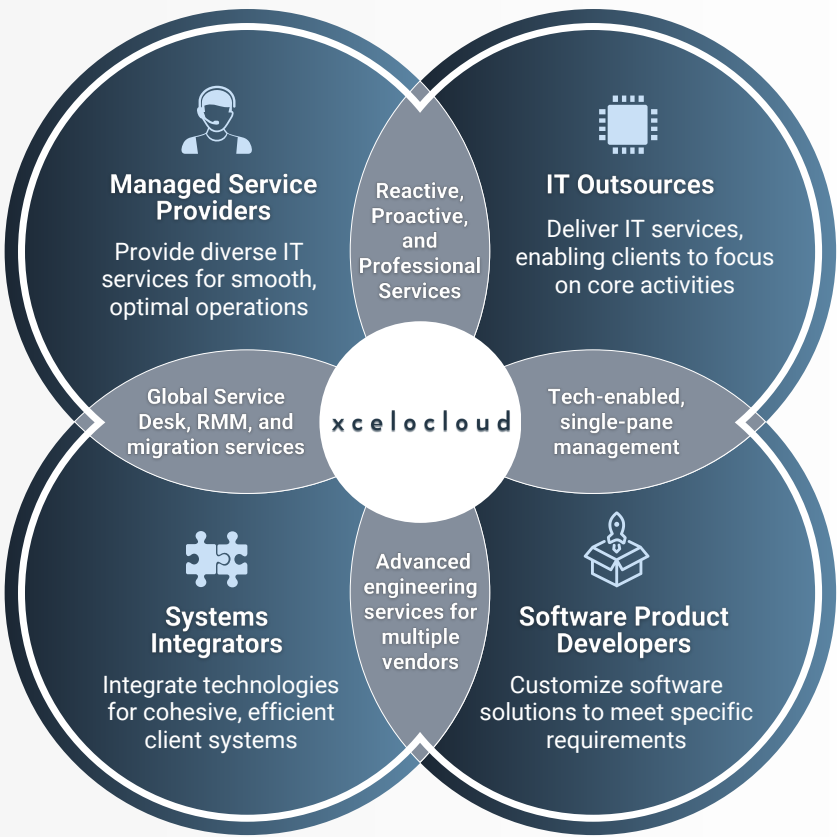 Managed Service
Providers
Provide diverse IT
services for smooth,
optimal operations
Reactive,
Proactive,
and
Professional
Services
IT Outsources
Deliver IT services,
enabling clients to focus
on core activities
Global Service
Desk, RMM, and
migration services
xcelocloud
Tech-enabled,
single-pane
management
Systems
Integrators
Integrate technologies
for cohesive, efficient
client systems
Advanced
engineering
services for
multiple
vendors
Software Product
Developers
Customize software
solutions to meet specific
requirements